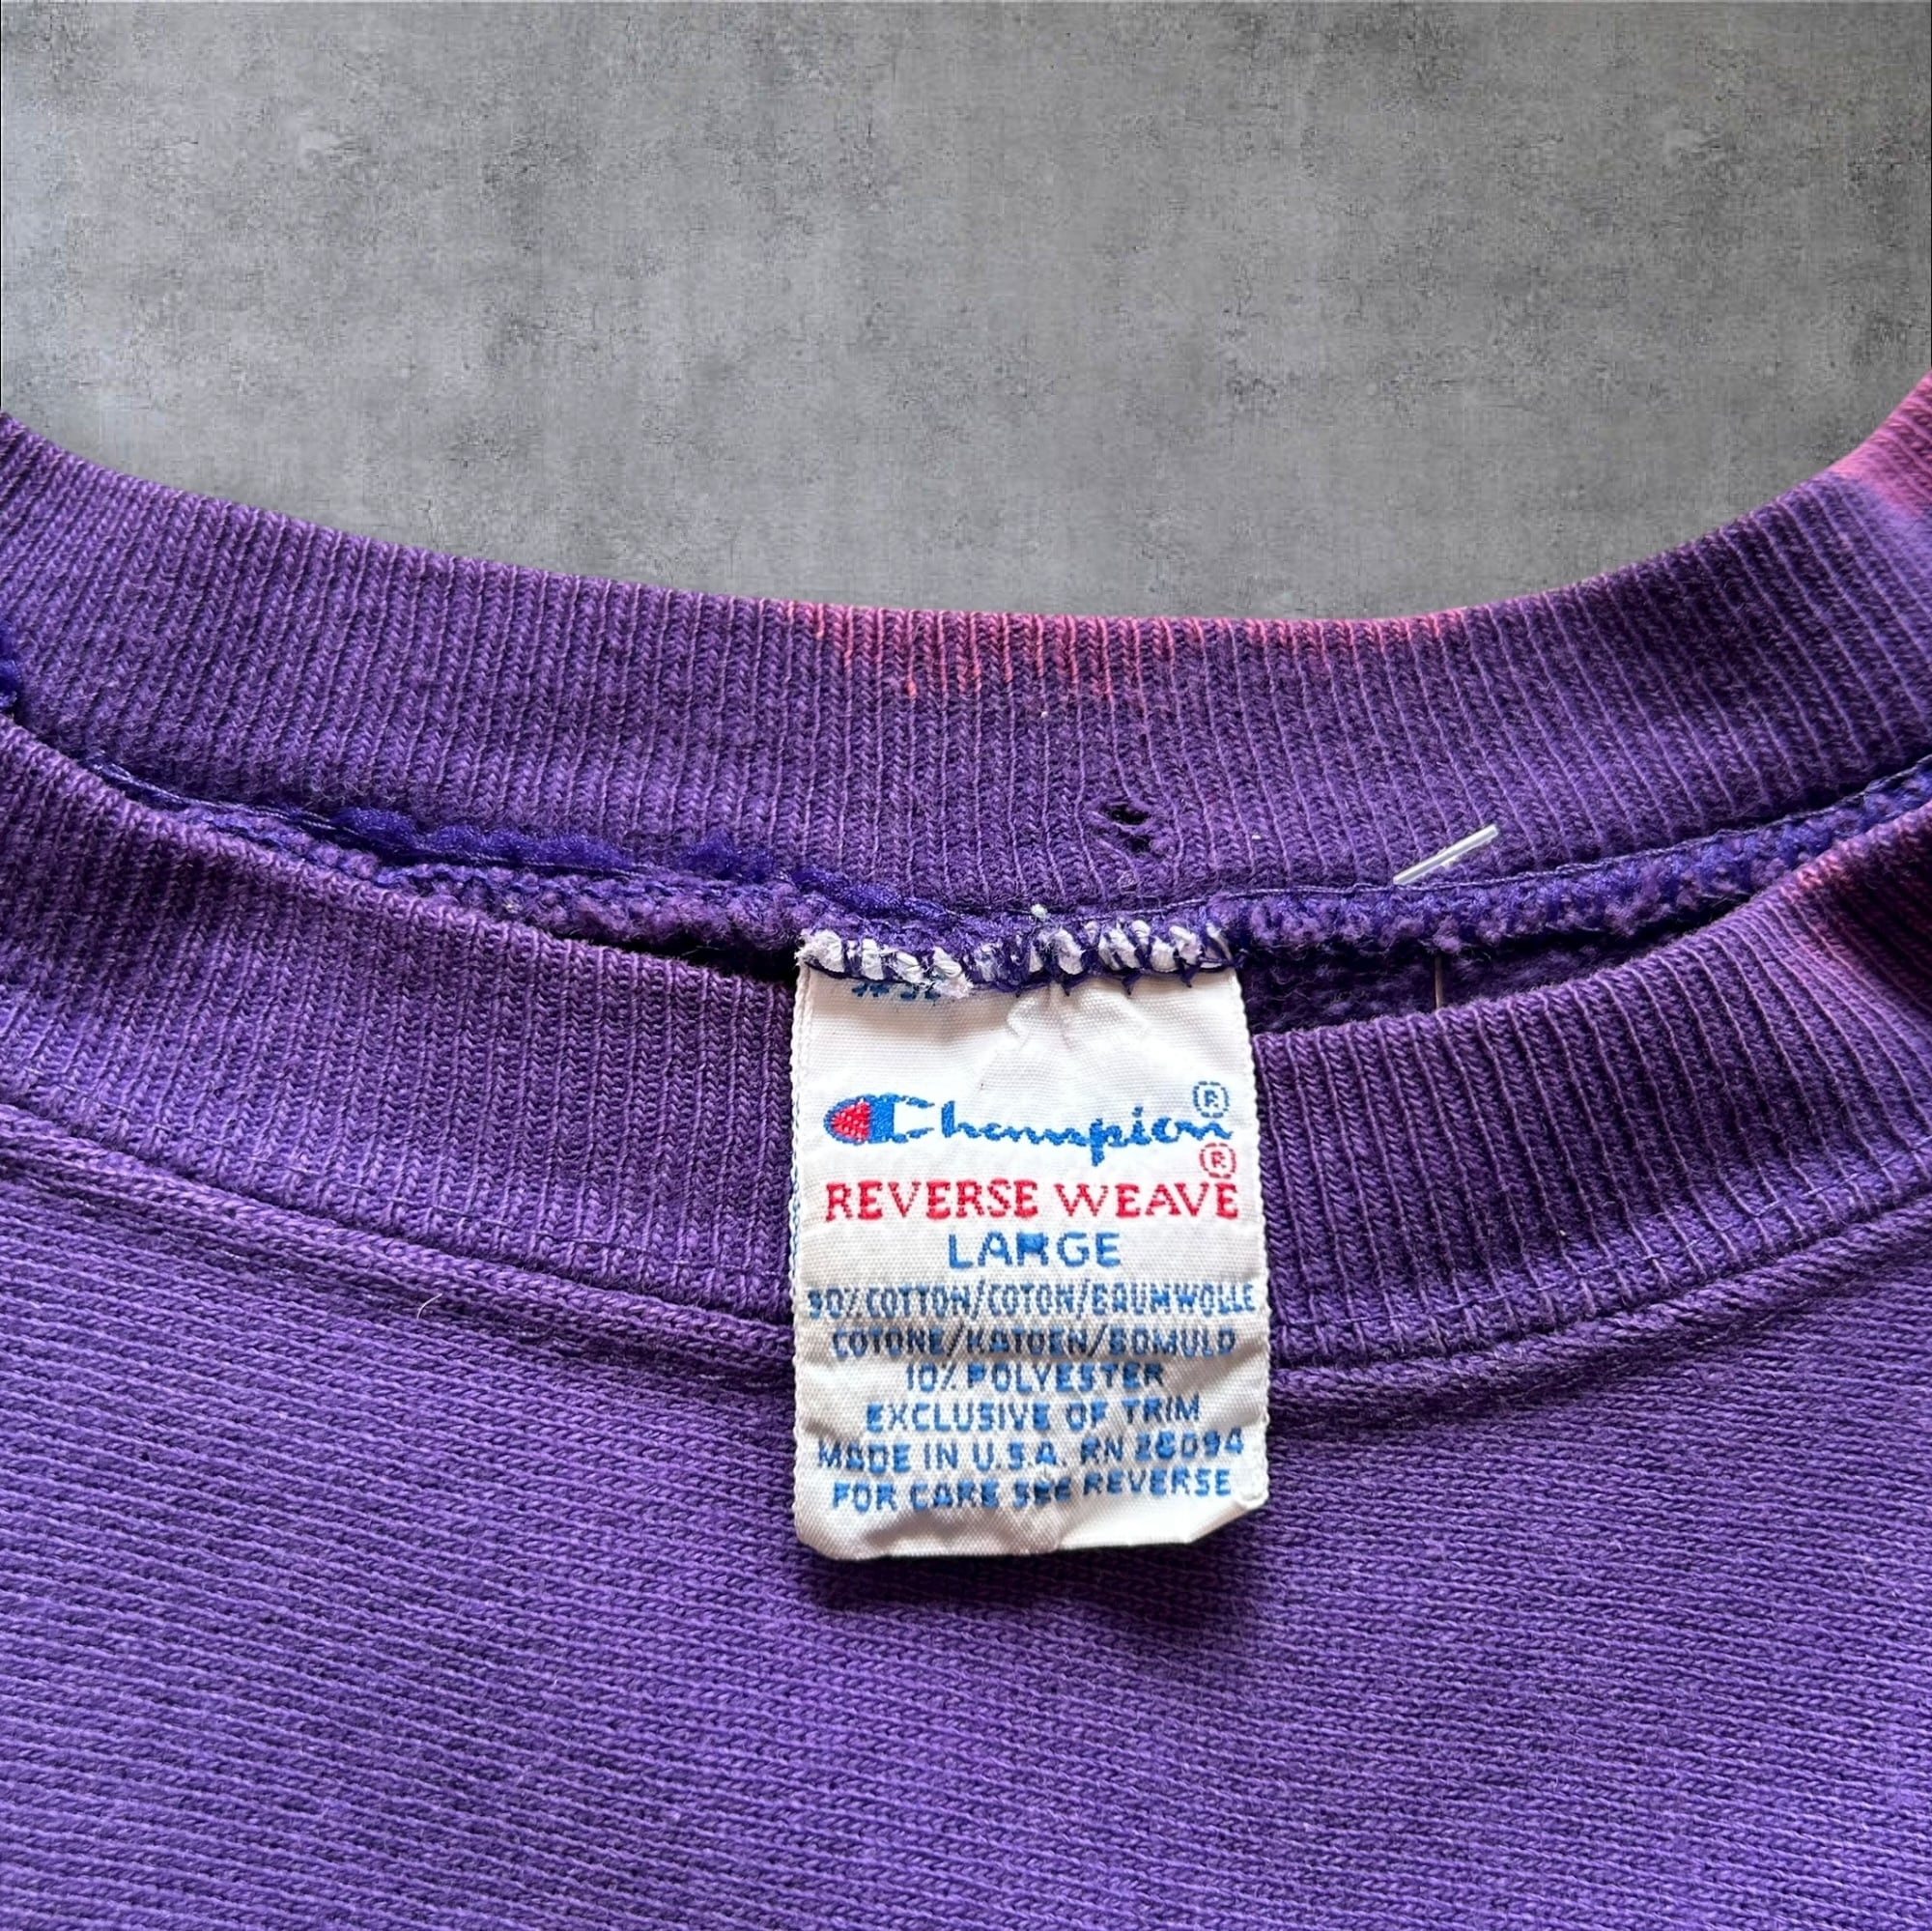 Champion®
REVERSE WEAVE®
LARGE
90% COTTON/COTON/BAUMWOLLE
COTONE/KATOEN/BOMULD
10% POLYESTER
EXCLUSIVE OF TRIM
MADE IN U.S.A. RN 26094
FOR CARE SEE REVERSE